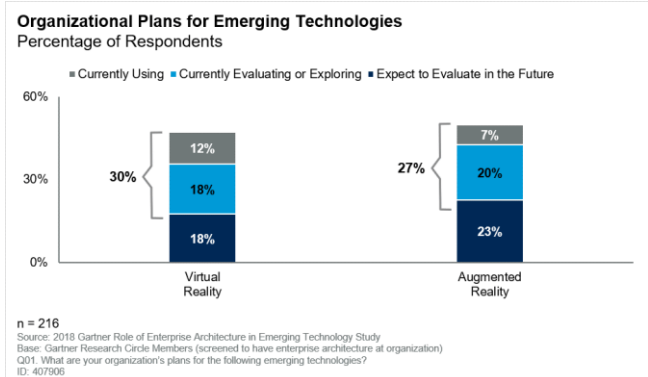 Organizational Plans for Emerging Technologies
Percentage of Respondents
Currently Using Currently Evaluating or Exploring Expect to Evaluate in the Future
60%
30%
0%
30%
12%
18%
18%
27%
7%
20%
23%
Virtual
Reality
Augmented
Reality
n = 216
Source: 2018 Gartner Role of Enterprise Architecture in Emerging Technology Study
Base: Gartner Research Circle Members (screened to have enterprise architecture at organization)
Q01. What are your organization's plans for the following emerging technologies?
ID: 407906